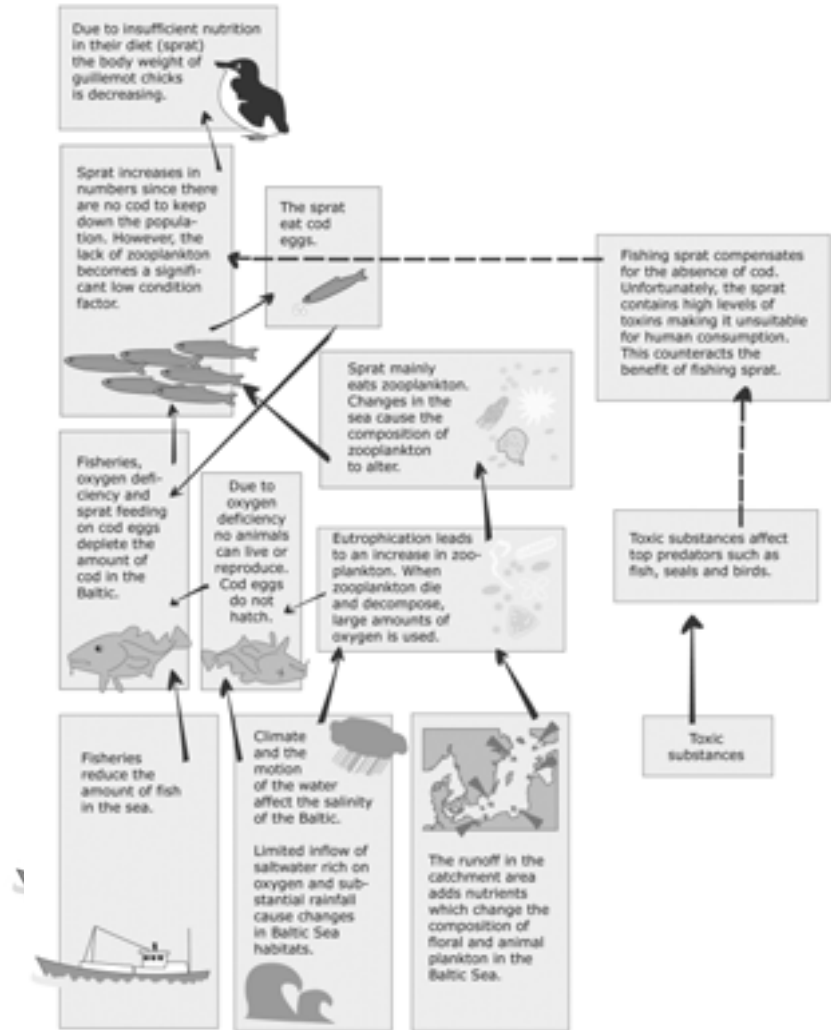 Due to insufficient nutrition
in their diet (sprat)
the body weight of
guillemot chicks
is decreasing.
Sprat increases in
numbers since there
are no cod to keep
down the popula-
tion. However, the
lack of zooplankton
becomes a signifi-
cant low condition
factor.
The sprat
eat cod
eggs.
Fishing sprat compensates
for the absence of cod.
Unfortunately, the sprat
contains high levels of
toxins making it unsuitable
for human consumption.
This counteracts the
benefit of fishing sprat.
Sprat mainly
eats zooplankton.
Changes in the
sea cause the
composition of
zooplankton
to alter.
Fisheries,
oxygen defi-
ciency and
sprat feeding
on cod eggs
deplete the
amount of
cod in the
Baltic.
Due to
oxygen
deficiency
no animals
can live or
reproduce.
Cod eggs
do not
hatch.
Eutrophication leads
to an increase in zoo-
plankton. When
zooplankton die
and decompose,
large amounts of
oxygen is used.
Toxic substances affect
top predators such as
fish, seals and birds.
Fisheries
reduce the
amount of fish
in the sea.
Climate
and the
motion
of the water
affect the salinity
of the Baltic.
Limited inflow of
saltwater rich on
oxygen and sub-
stantial rainfall
cause changes
in Baltic Sea
habitats.
The runoff in the
catchment area
adds nutrients
which change the
composition of
floral and animal
plankton in the
Baltic Sea.
Toxic
substances